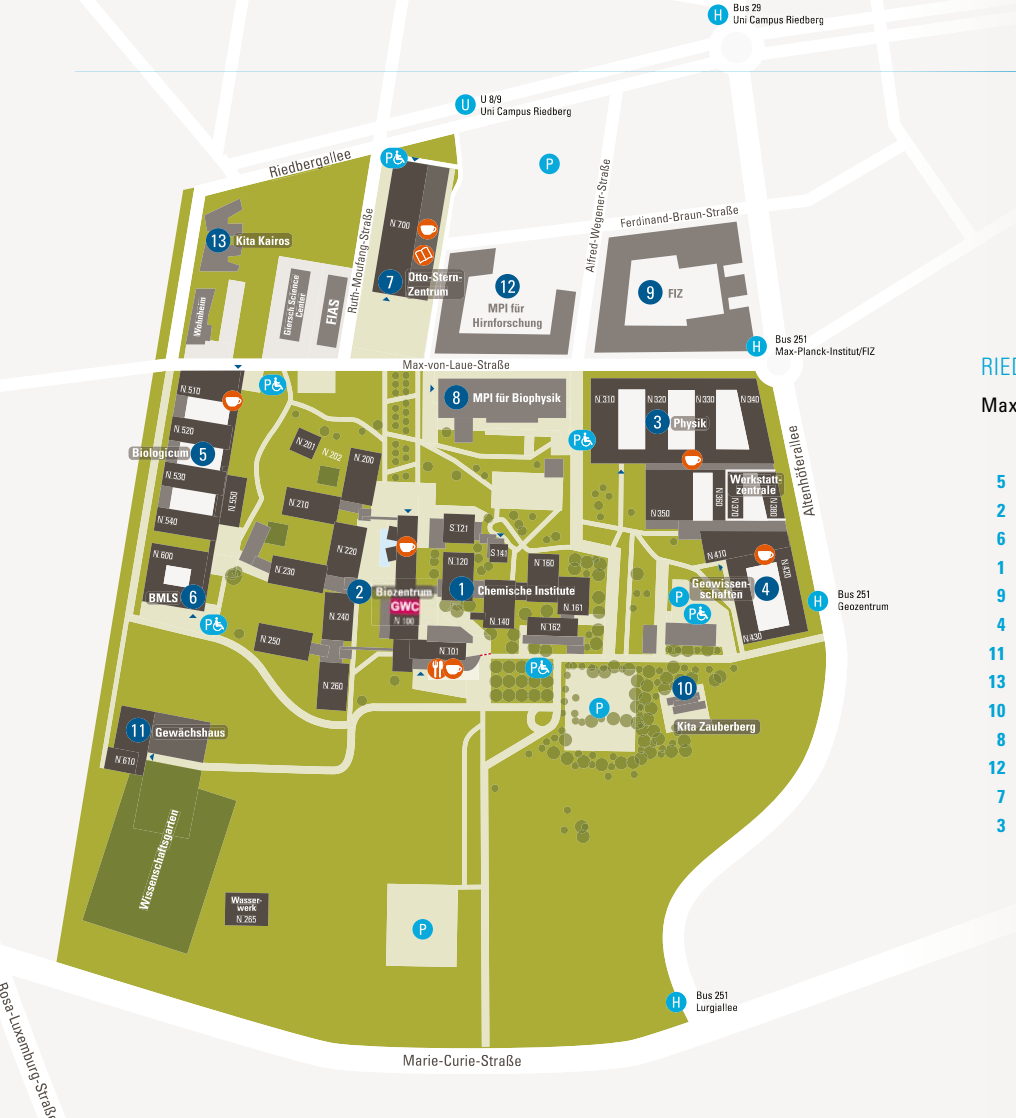 H
Bus 29
Uni Campus Riedberg
U
U 8/9
Uni Campus Riedberg
Riedbergallee
P
P
Alfred-Wegener-Straße
Ferdinand-Braun-Straße
Ruth-Moufang-Straße
N 700
13 Kita Kairos
7 Otto-Stern-
Zentrum
12
MPI für
Hirnforschung
9 FIZ
Wohnheim
Giersch Science
Center
FIAS
H
Bus 251
Max-Planck-Institut/FIZ
Max-von-Laue-Straße
RIED
Max
P
N 510
8 MPI für Biophysik
N 310
N 320
N 330
N 340
3 Physik
Altenhöferallee
N 520
Biologicum 5
N 201
N 202
N 200
P
N 530
N 550
N 540
N 210
N 350
N 360
N 370
N 380
Werkstatt-
zentrale
N 600
BMLS 6
N 220
N 230
S 121
S 141
N 120
N 160
N 161
N 410
N 420
N 430
Geowissen-
schaften
4
2 Biozentrum
GWC
N 100
1 Chemische Institute
N 140
N 162
P
P
H
Bus 251
Geozentrum
P
N 240
N 250
N 101
N 260
P
P
10
Kita Zauberberg
11 Gewächshaus
N 610
Wissenschaftsgarten
Wasser-
werk
N 265
P
H
Bus 251
Lurgiallee
Marie-Curie-Straße
Rosa-Luxemburg-Straße
5
2
6
1
9
4
11
13
10
8
12
7
3